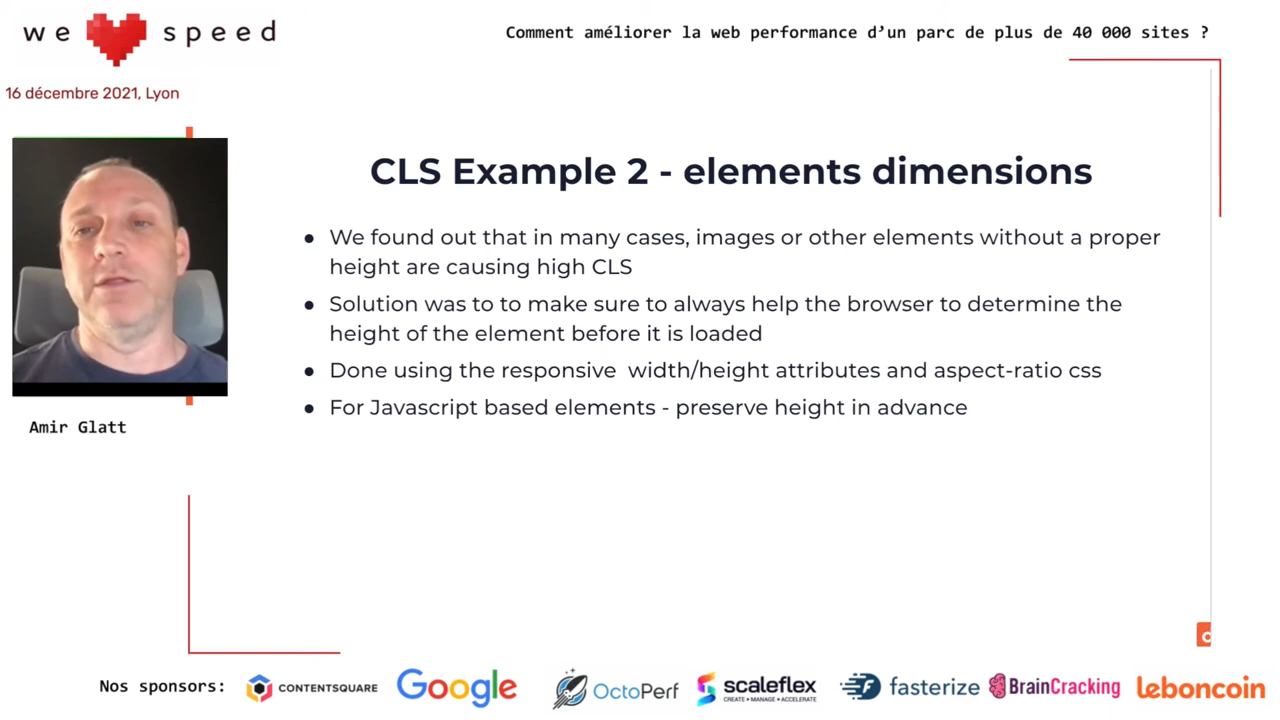 we speed
Comment améliorer la web performance d’un parc de plus de 40 000 sites ?
16 décembre 2021, Lyon
CLS Example 2 - elements dimensions
● We found out that in many cases, images or other elements without a proper
height are causing high CLS
● Solution was to to make sure to always help the browser to determine the
height of the element before it is loaded
● Done using the responsive width/height attributes and aspect-ratio css
● For Javascript based elements - preserve height in advance
Amir Glatt
Nos sponsors: CONTENTSQUARE Google OctoPerf scaleflex fasterize BrainCracking leboncoin
CREATE • MANAGE • ACCELERATE